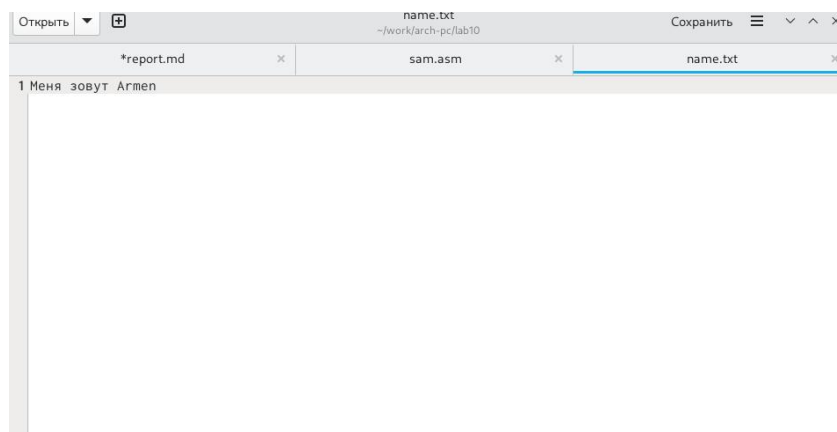 Открыть
name.txt
~/work/arch-pc/lab10
Сохранить
*report.md
sam.asm
name.txt
1 Меня зовут Armen